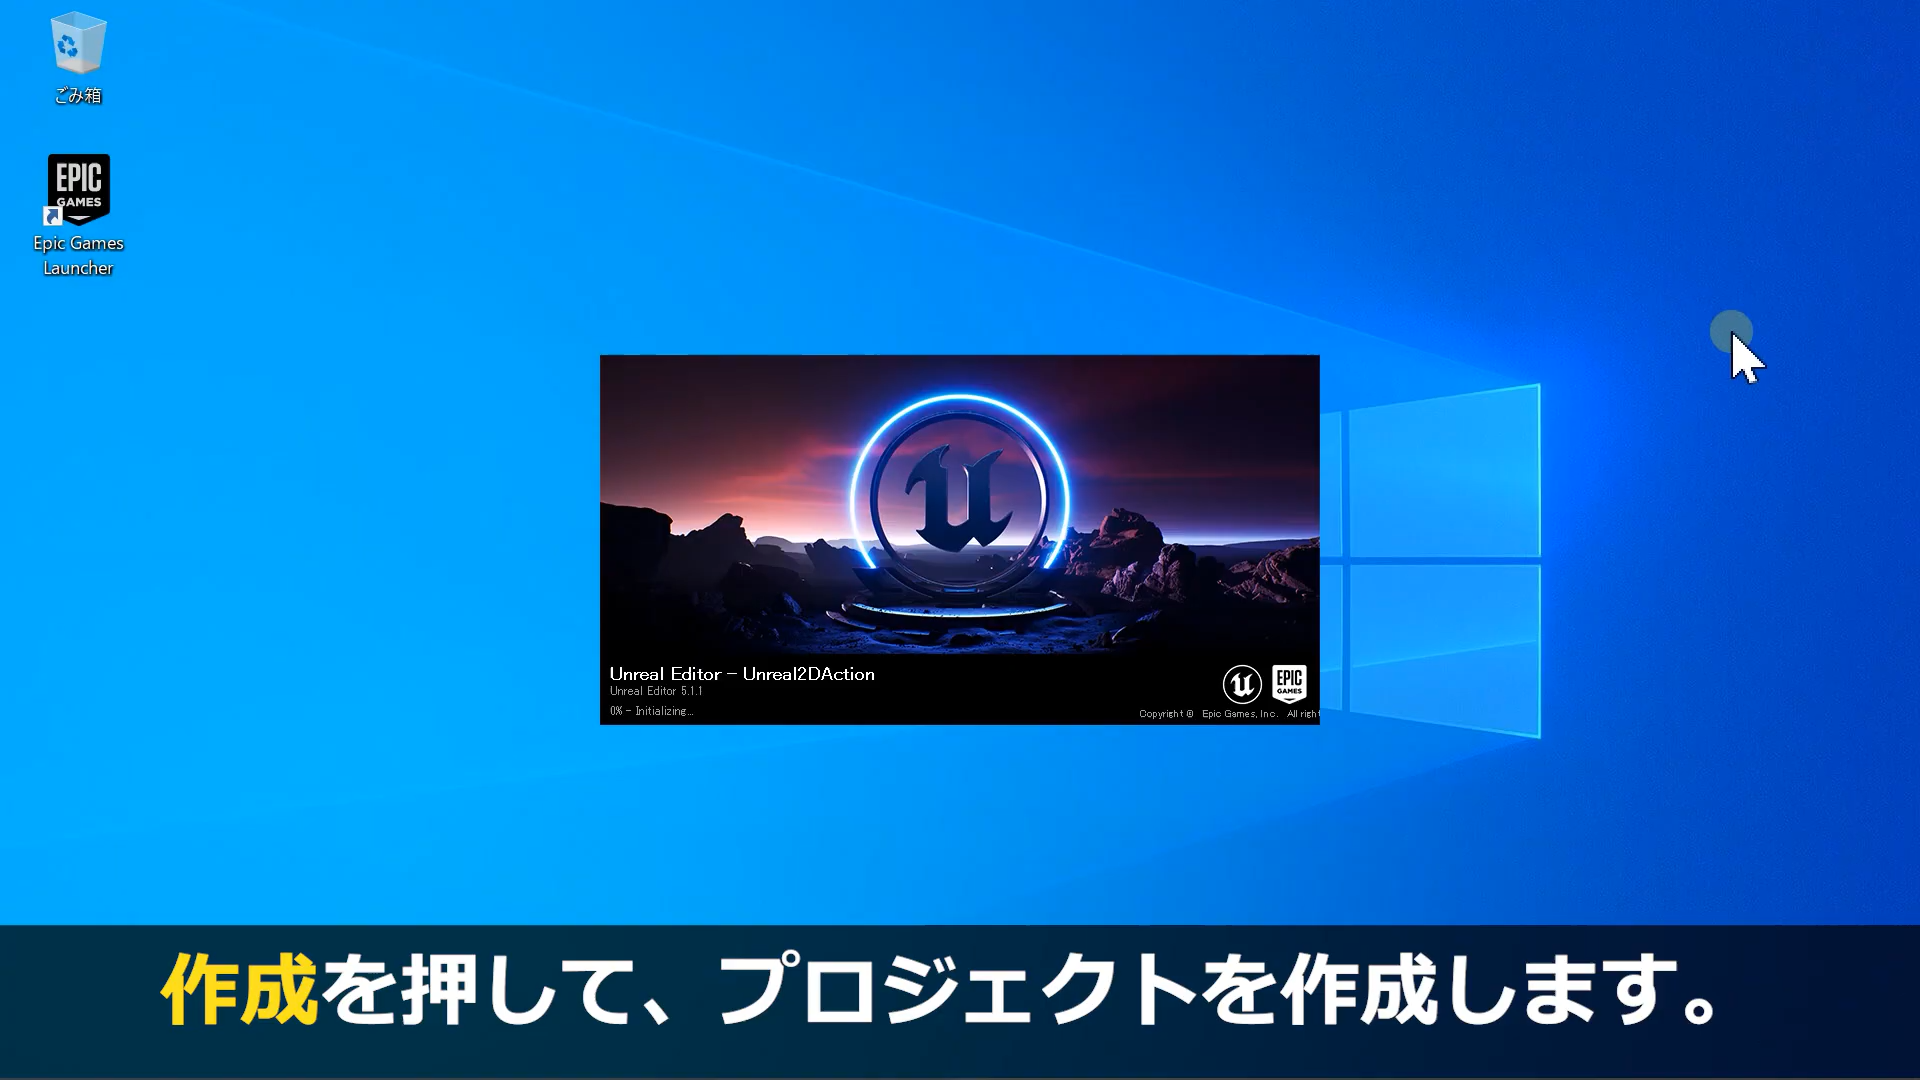 ごみ箱
EPIC
GAMES
Epic Games
Launcher
Unreal Editor - Unreal2DAction
Unreal Editor 5.1.1
0% - Initializing...
EPIC
GAMES
Copyright © Epic Games, Inc. All right
作成を押して、プロジェクトを作成します。